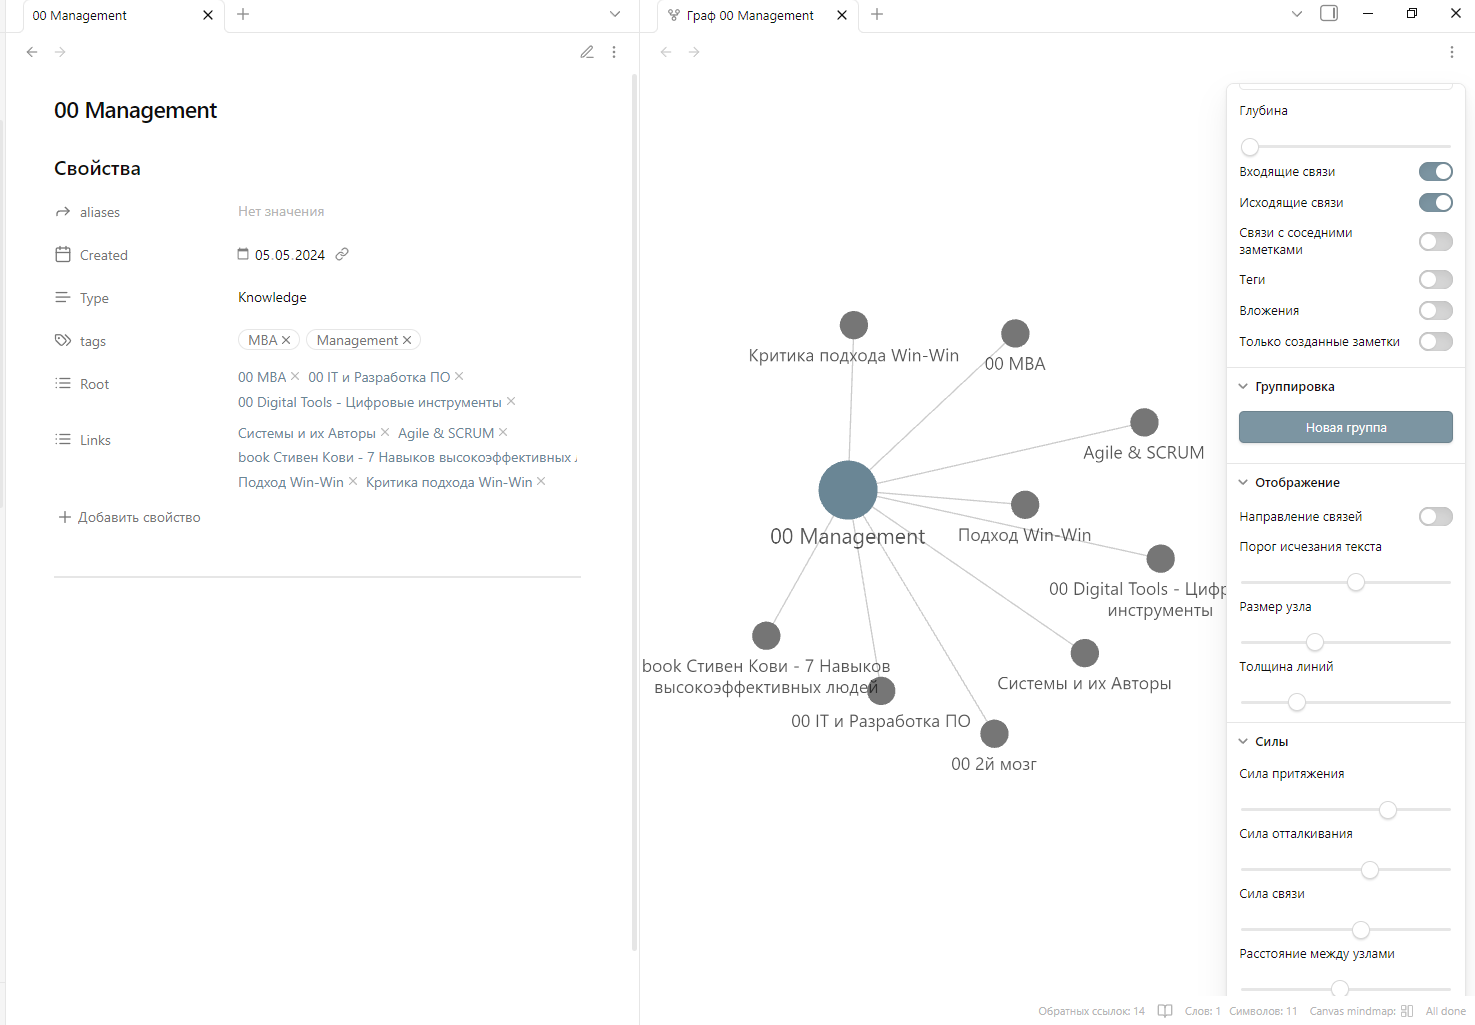 00 Management
Граф 00 Management
00 Management
Свойства
aliases
Нет значения
Created
05.05.2024
Type
Knowledge
tags
MBA
Management
Root
00 MBA
00 IT и Разработка ПО
00 Digital Tools - Цифровые инструменты
Links
Системы и их Авторы
Agile & SCRUM
book Стивен Кови - 7 Навыков высокоэффективных
Подход Win-Win
Критика подхода Win-Win
Добавить свойство
Критика подхода Win-Win
00 MBA
Agile & SCRUM
Подход Win-Win
00 Management
00 Digital Tools - Цифр
инструменты
book Стивен Кови - 7 Навыков
высокоэффективных людей
Системы и их Авторы
00 IT и Разработка ПО
00 2й мозг
Глубина
Входящие связи
Исходящие связи
Связи с соседними
заметками
Теги
Вложения
Только созданные заметки
Группировка
Новая группа
Отображение
Направление связей
Порог исчезания текста
Размер узла
Толщина линий
Силы
Сила притяжения
Сила отталкивания
Сила связи
Расстояние между узлами
Обратных ссылок: 14
Слов: 1
Символов: 11
Canvas mindmap:
All done